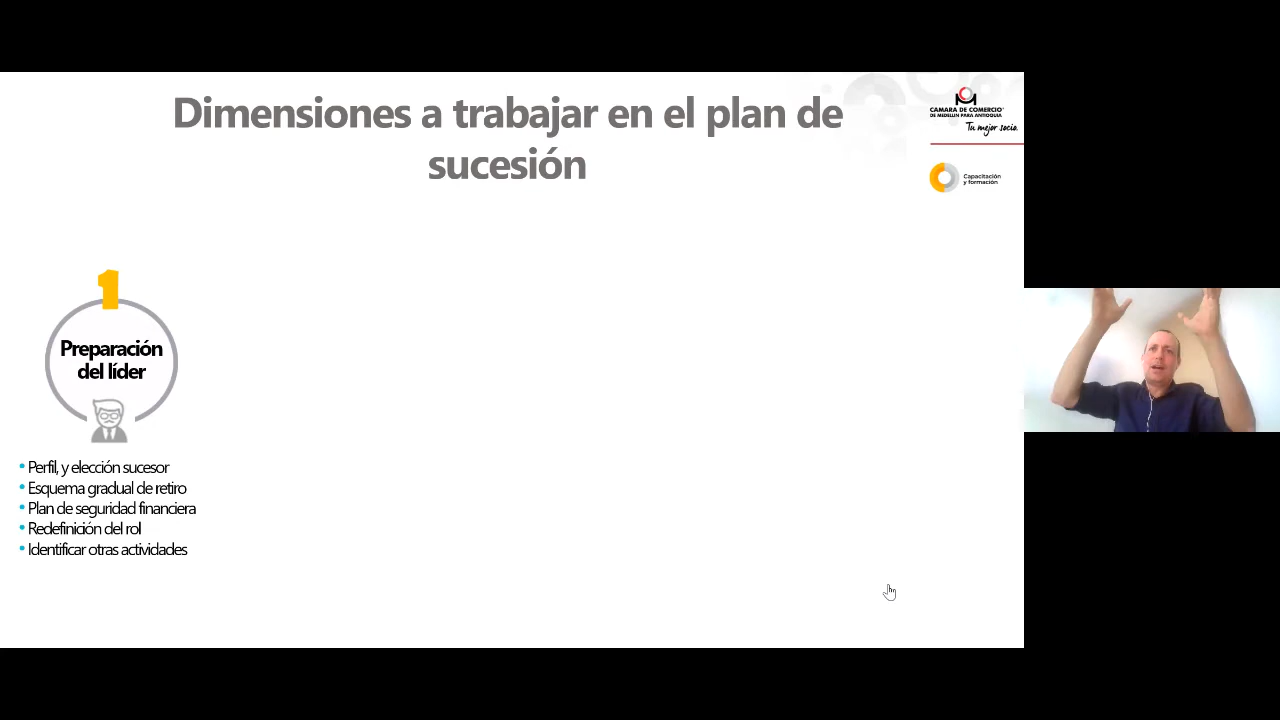 Dimensiones a trabajar en el plan de
sucesión
CAMARA DE COMERCIO
DE MEDELLÍN PARA ANTIOQUIA
Tu mejor socio.
Capacitación
y formación
1
Preparación
del líder
• Perfil, y elección sucesor
• Esquema gradual de retiro
• Plan de seguridad financiera
• Redefinición del rol
• Identificar otras actividades